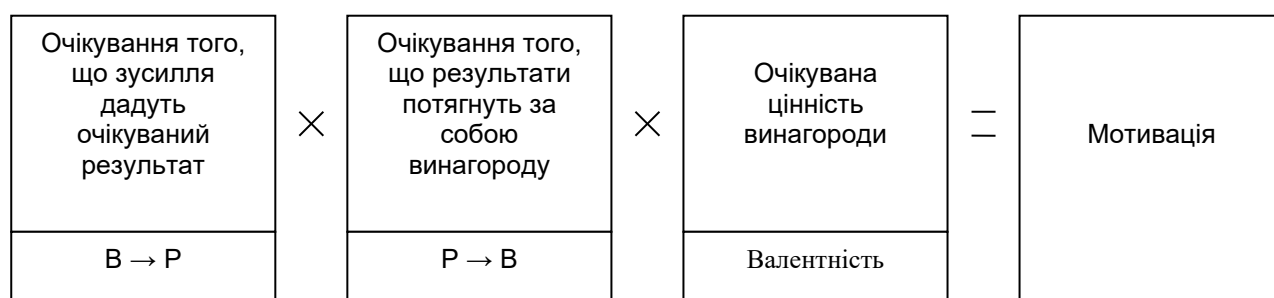 Очікування того,
що зусилля
дадуть
очікуваний
результат
В → Р
×
Очікування того,
що результати
потягнуть за
собою
винагороду
Р → В
×
Очікувана
цінність
винагороди
Валентність
=
Мотивація